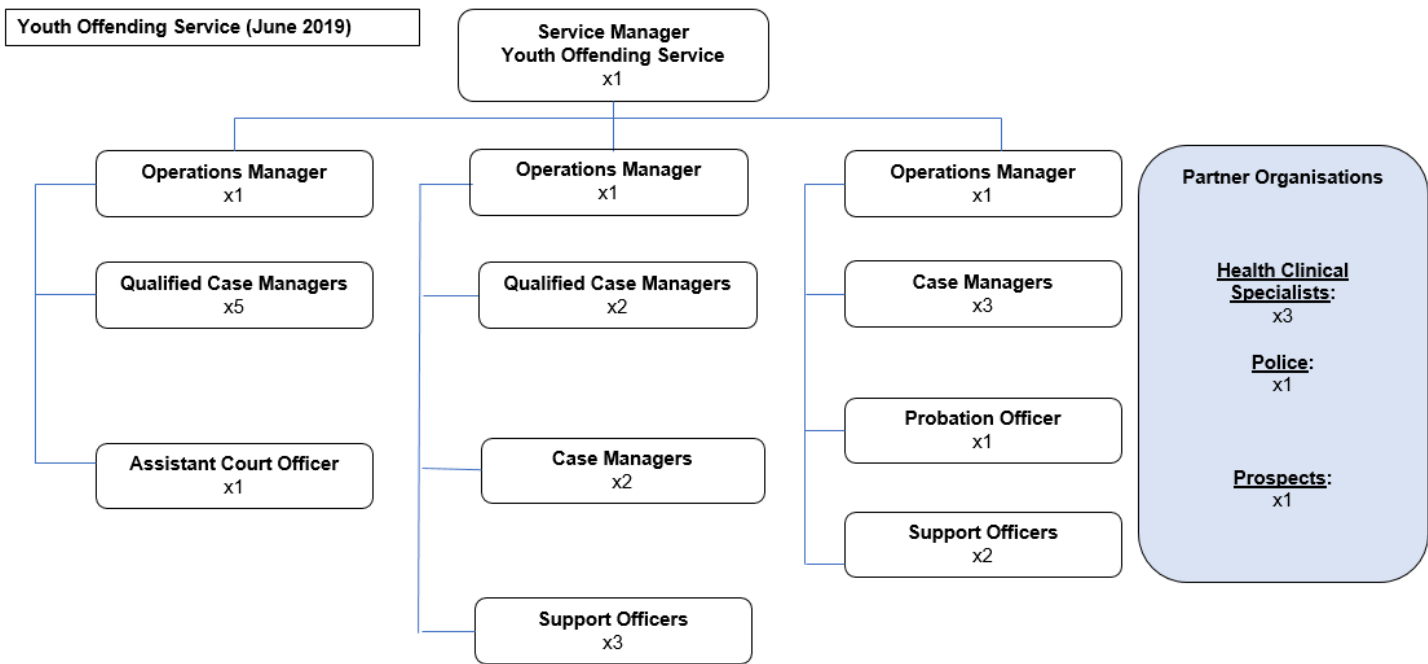 Youth Offending Service (June 2019)
Service Manager
Youth Offending Service
x1
Operations Manager
x1
Qualified Case Managers
x5
Assistant Court Officer
x1
Operations Manager
x1
Qualified Case Managers
x2
Case Managers
x2
Support Officers
x3
Operations Manager
x1
Case Managers
x3
Probation Officer
x1
Support Officers
x2
Partner Organisations
Health Clinical
Specialists:
x3
Police:
x1
Prospects:
x1